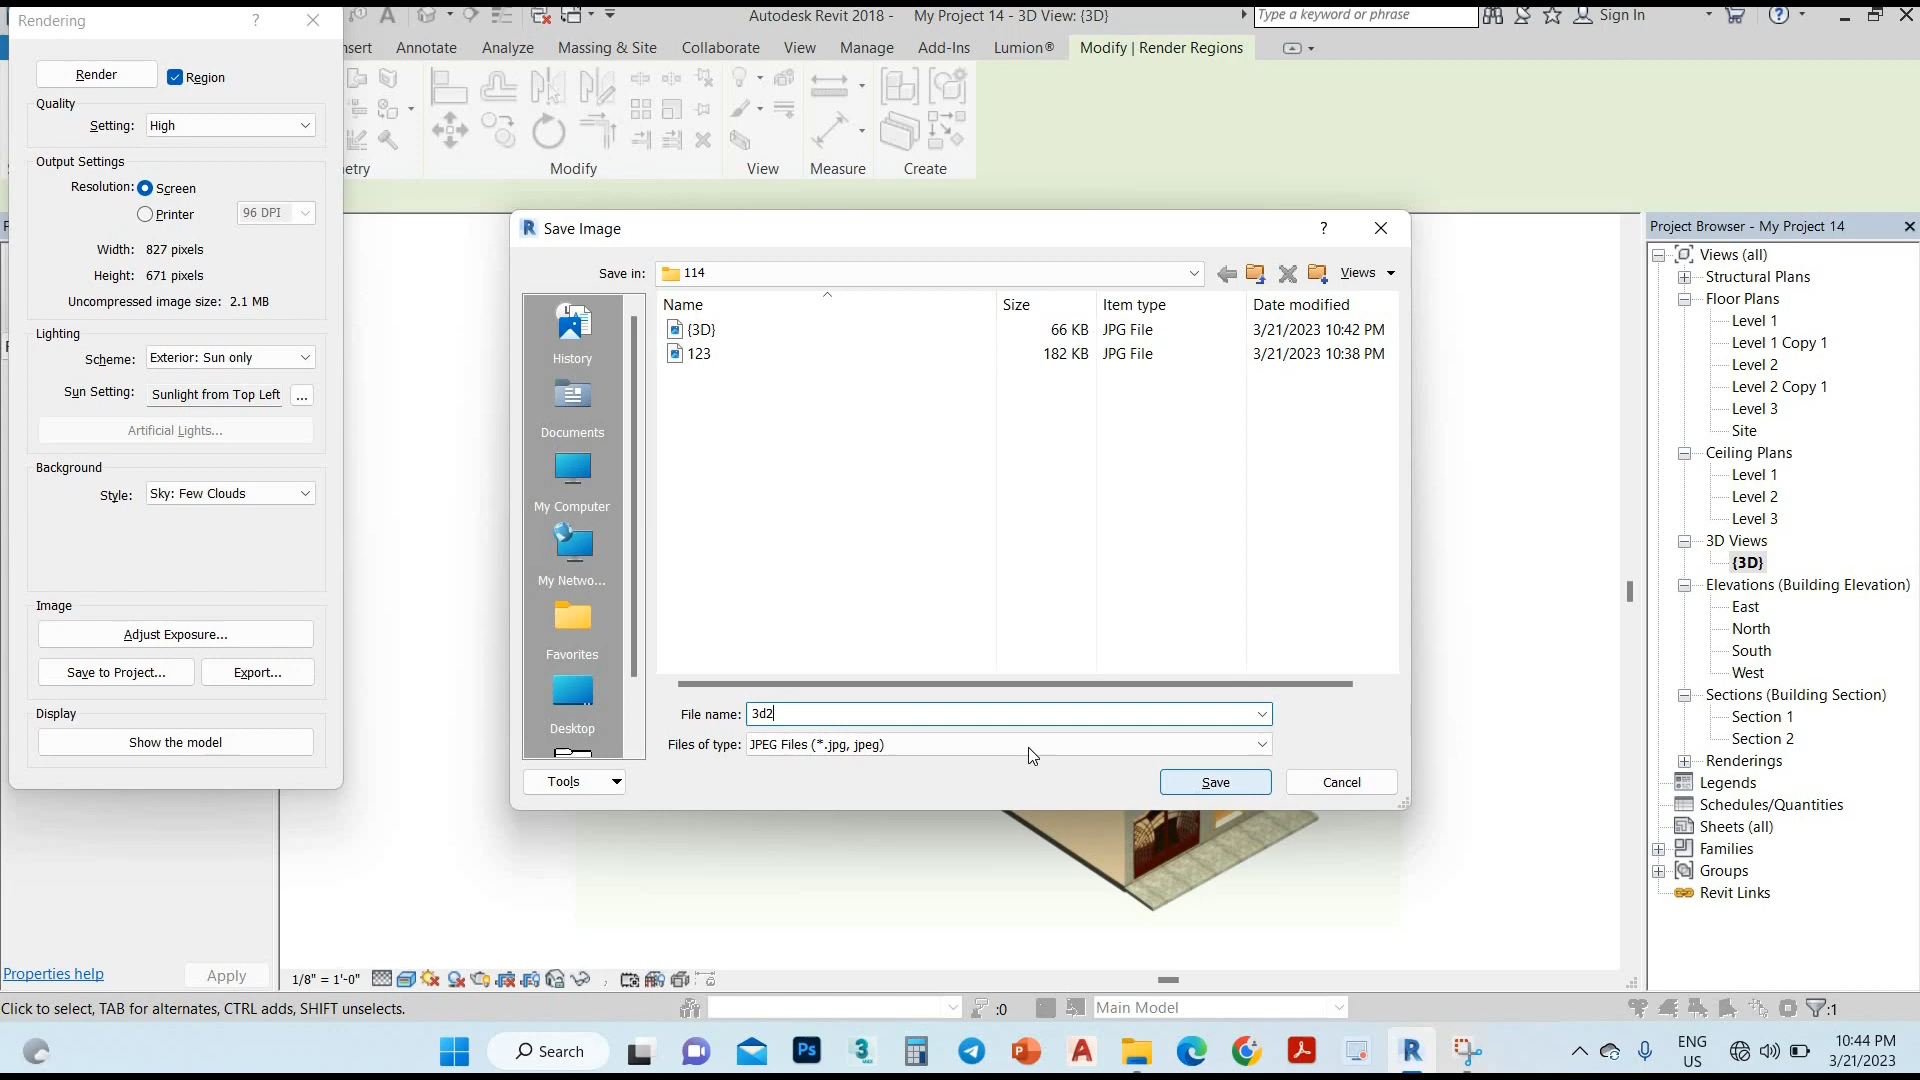 Rendering
?
Autodesk Revit 2018 - My Project 14 - 3D View: {3D}
Type a keyword or phrase
Sign In
nsert Annotate Analyze Massing & Site Collaborate View Manage Add-Ins Lumion® Modify | Render Regions
Render
Region
Quality
Setting: High
etry
Modify
View
Measure
Create
Output Settings
Resolution: Screen
Printer
96 DPI
Width: 827 pixels
Height: 671 pixels
Uncompressed image size: 2.1 MB
Lighting
Scheme: Exterior: Sun only
Sun Setting: Sunlight from Top Left
...
Artificial Lights...
Background
Style: Sky: Few Clouds
Image
Adjust Exposure...
Save to Project...
Export...
Display
Show the model
Save Image
?
Save in: 114
Views
Name Size Item type Date modified
{3D} 66 KB JPG File 3/21/2023 10:42 PM
123 182 KB JPG File 3/21/2023 10:38 PM
History
Documents
My Computer
My Netwo...
Favorites
Desktop
File name: 3d2
Files of type: JPEG Files (*.jpg, jpeg)
Tools
Save
Cancel
Project Browser - My Project 14
Views (all)
Structural Plans
Floor Plans
Level 1
Level 1 Copy 1
Level 2
Level 2 Copy 1
Level 3
Site
Ceiling Plans
Level 1
Level 2
Level 3
3D Views
{3D}
Elevations (Building Elevation)
East
North
South
West
Sections (Building Section)
Section 1
Section 2
Renderings
Legends
Schedules/Quantities
Sheets (all)
Families
Groups
Revit Links
Properties help
Apply
1/8" = 1'-0"
Click to select, TAB for alternates, CTRL adds, SHIFT unselects.
:0
Main Model
:1
Search
Ps
3
ENG
US
10:44 PM
3/21/2023